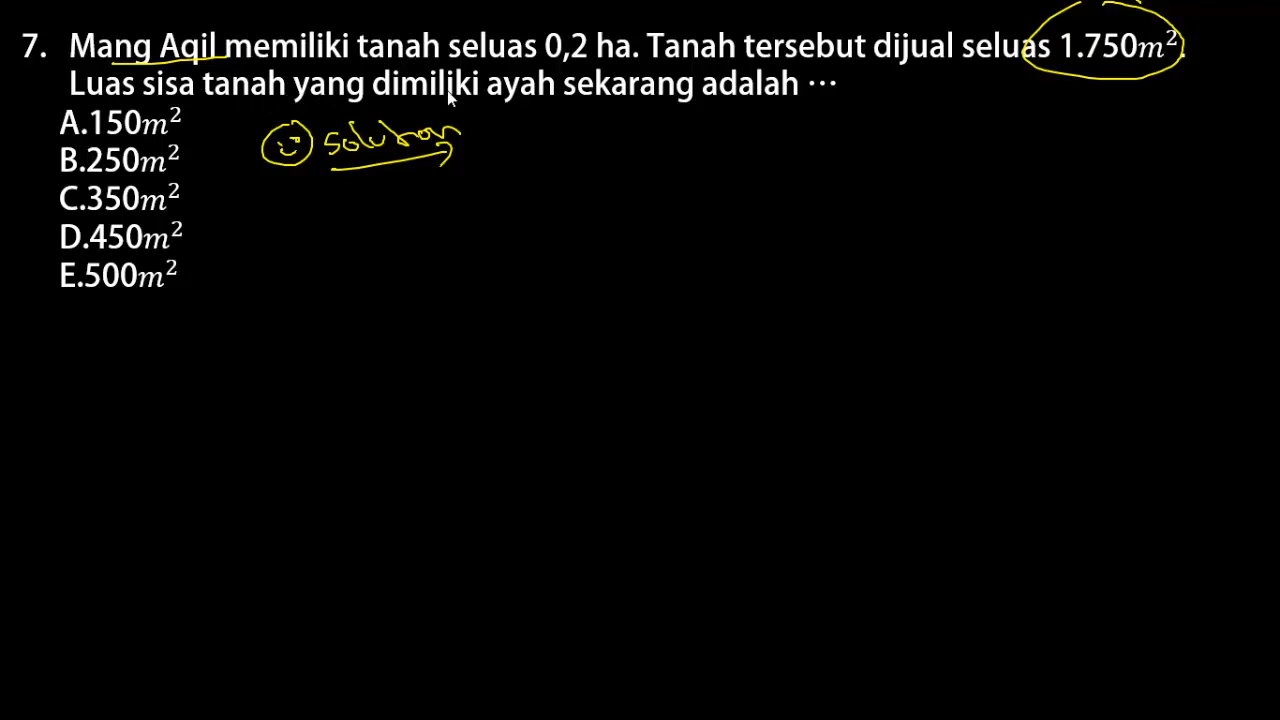 7. Mang Aqil memiliki tanah seluas 0,2 ha. Tanah tersebut dijual seluas 1.750m².
Luas sisa tanah yang dimiliki ayah sekarang adalah ⋯
A.150m²
B.250m²
C.350m²
D.450m²
E.500m²
solution